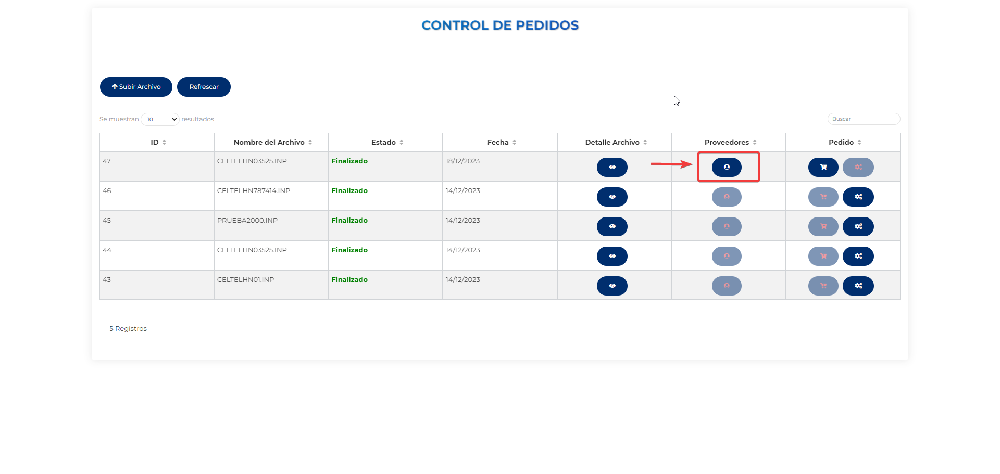 CONTROL DE PEDIDOS
Subir Archivo Refrescar
Se muestran 10 resultados Buscar
ID Nombre del Archivo Estado Fecha Detalle Archivo Proveedores Pedido
47 CELTELHN03525.INP Finalizado 18/12/2023
46 CELTELHN787414.INP Finalizado 14/12/2023
45 PRUEBA2000.INP Finalizado 14/12/2023
44 CELTELHN03525.INP Finalizado 14/12/2023
43 CELTELHN01.INP Finalizado 14/12/2023
5 Registros